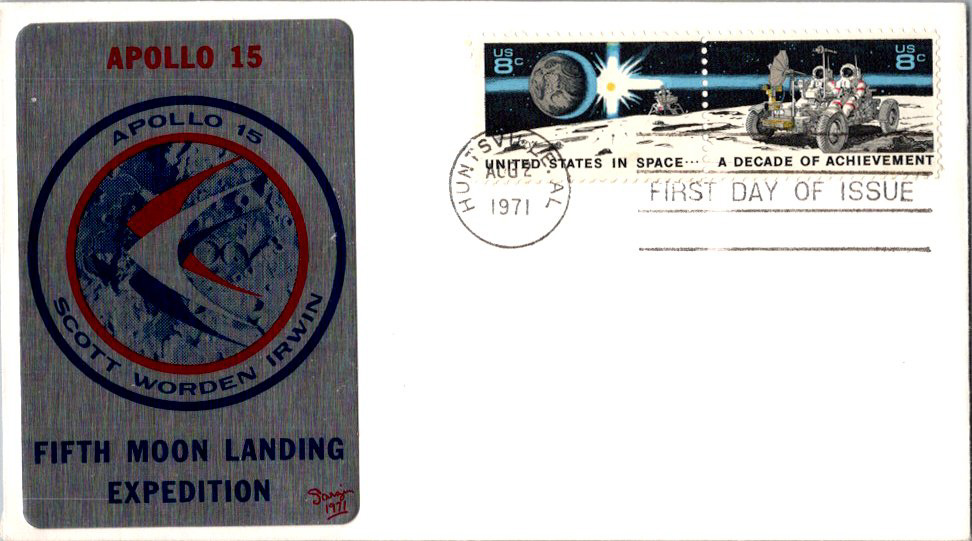 APOLLO 15
APOLLO 15
SCOTT WORDEN IRWIN
FIFTH MOON LANDING
EXPEDITION
1971
US
8c
US
8c
UNITED STATES IN SPACE... A DECADE OF ACHIEVEMENT
HUNTSVILLE, AL
AUG 2
1971
FIRST DAY OF ISSUE